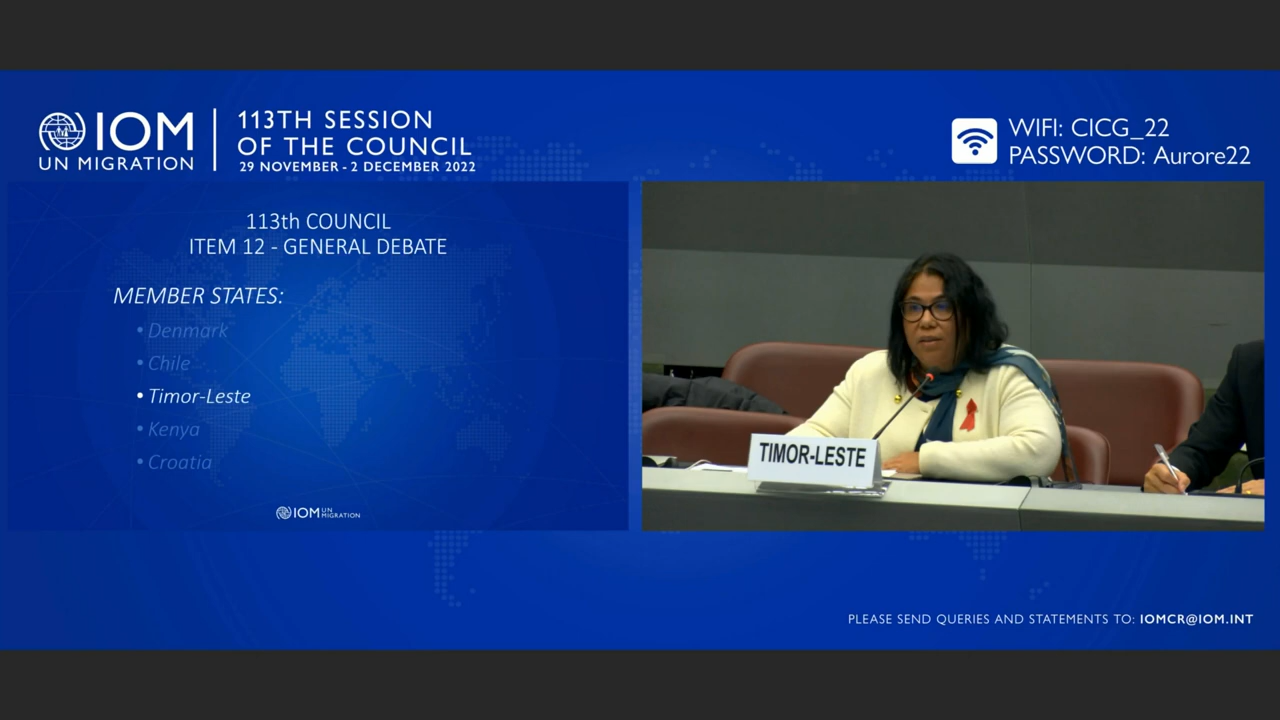 IOM
UN MIGRATION
113TH SESSION
OF THE COUNCIL
29 NOVEMBER - 2 DECEMBER 2022
WIFI: CICG_22
PASSWORD: Aurore22
113th COUNCIL
ITEM 12 - GENERAL DEBATE
MEMBER STATES:
• Denmark
• Chile
• Timor-Leste
• Kenya
• Croatia
IOM UN MIGRATION
TIMOR-LESTE
PLEASE SEND QUERIES AND STATEMENTS TO: IOMCR@IOM.INT